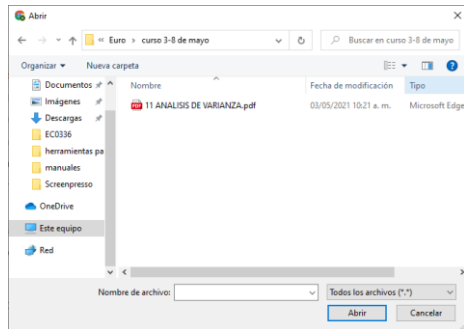 Abrir
« Euro › curso 3-8 de mayo
Buscar en curso 3-8 de mayo
Organizar Nueva carpeta
Documentos
Imágenes
Descargas
EC0336
herramientas pa
manuales
Screenpresso
OneDrive
Este equipo
Red
Nombre Fecha de modificación Tipo
11 ANALISIS DE VARIANZA.pdf 03/05/2021 10:21 a. m. Microsoft Edge
Nombre de archivo: Todos los archivos (*.*)
Abrir Cancelar